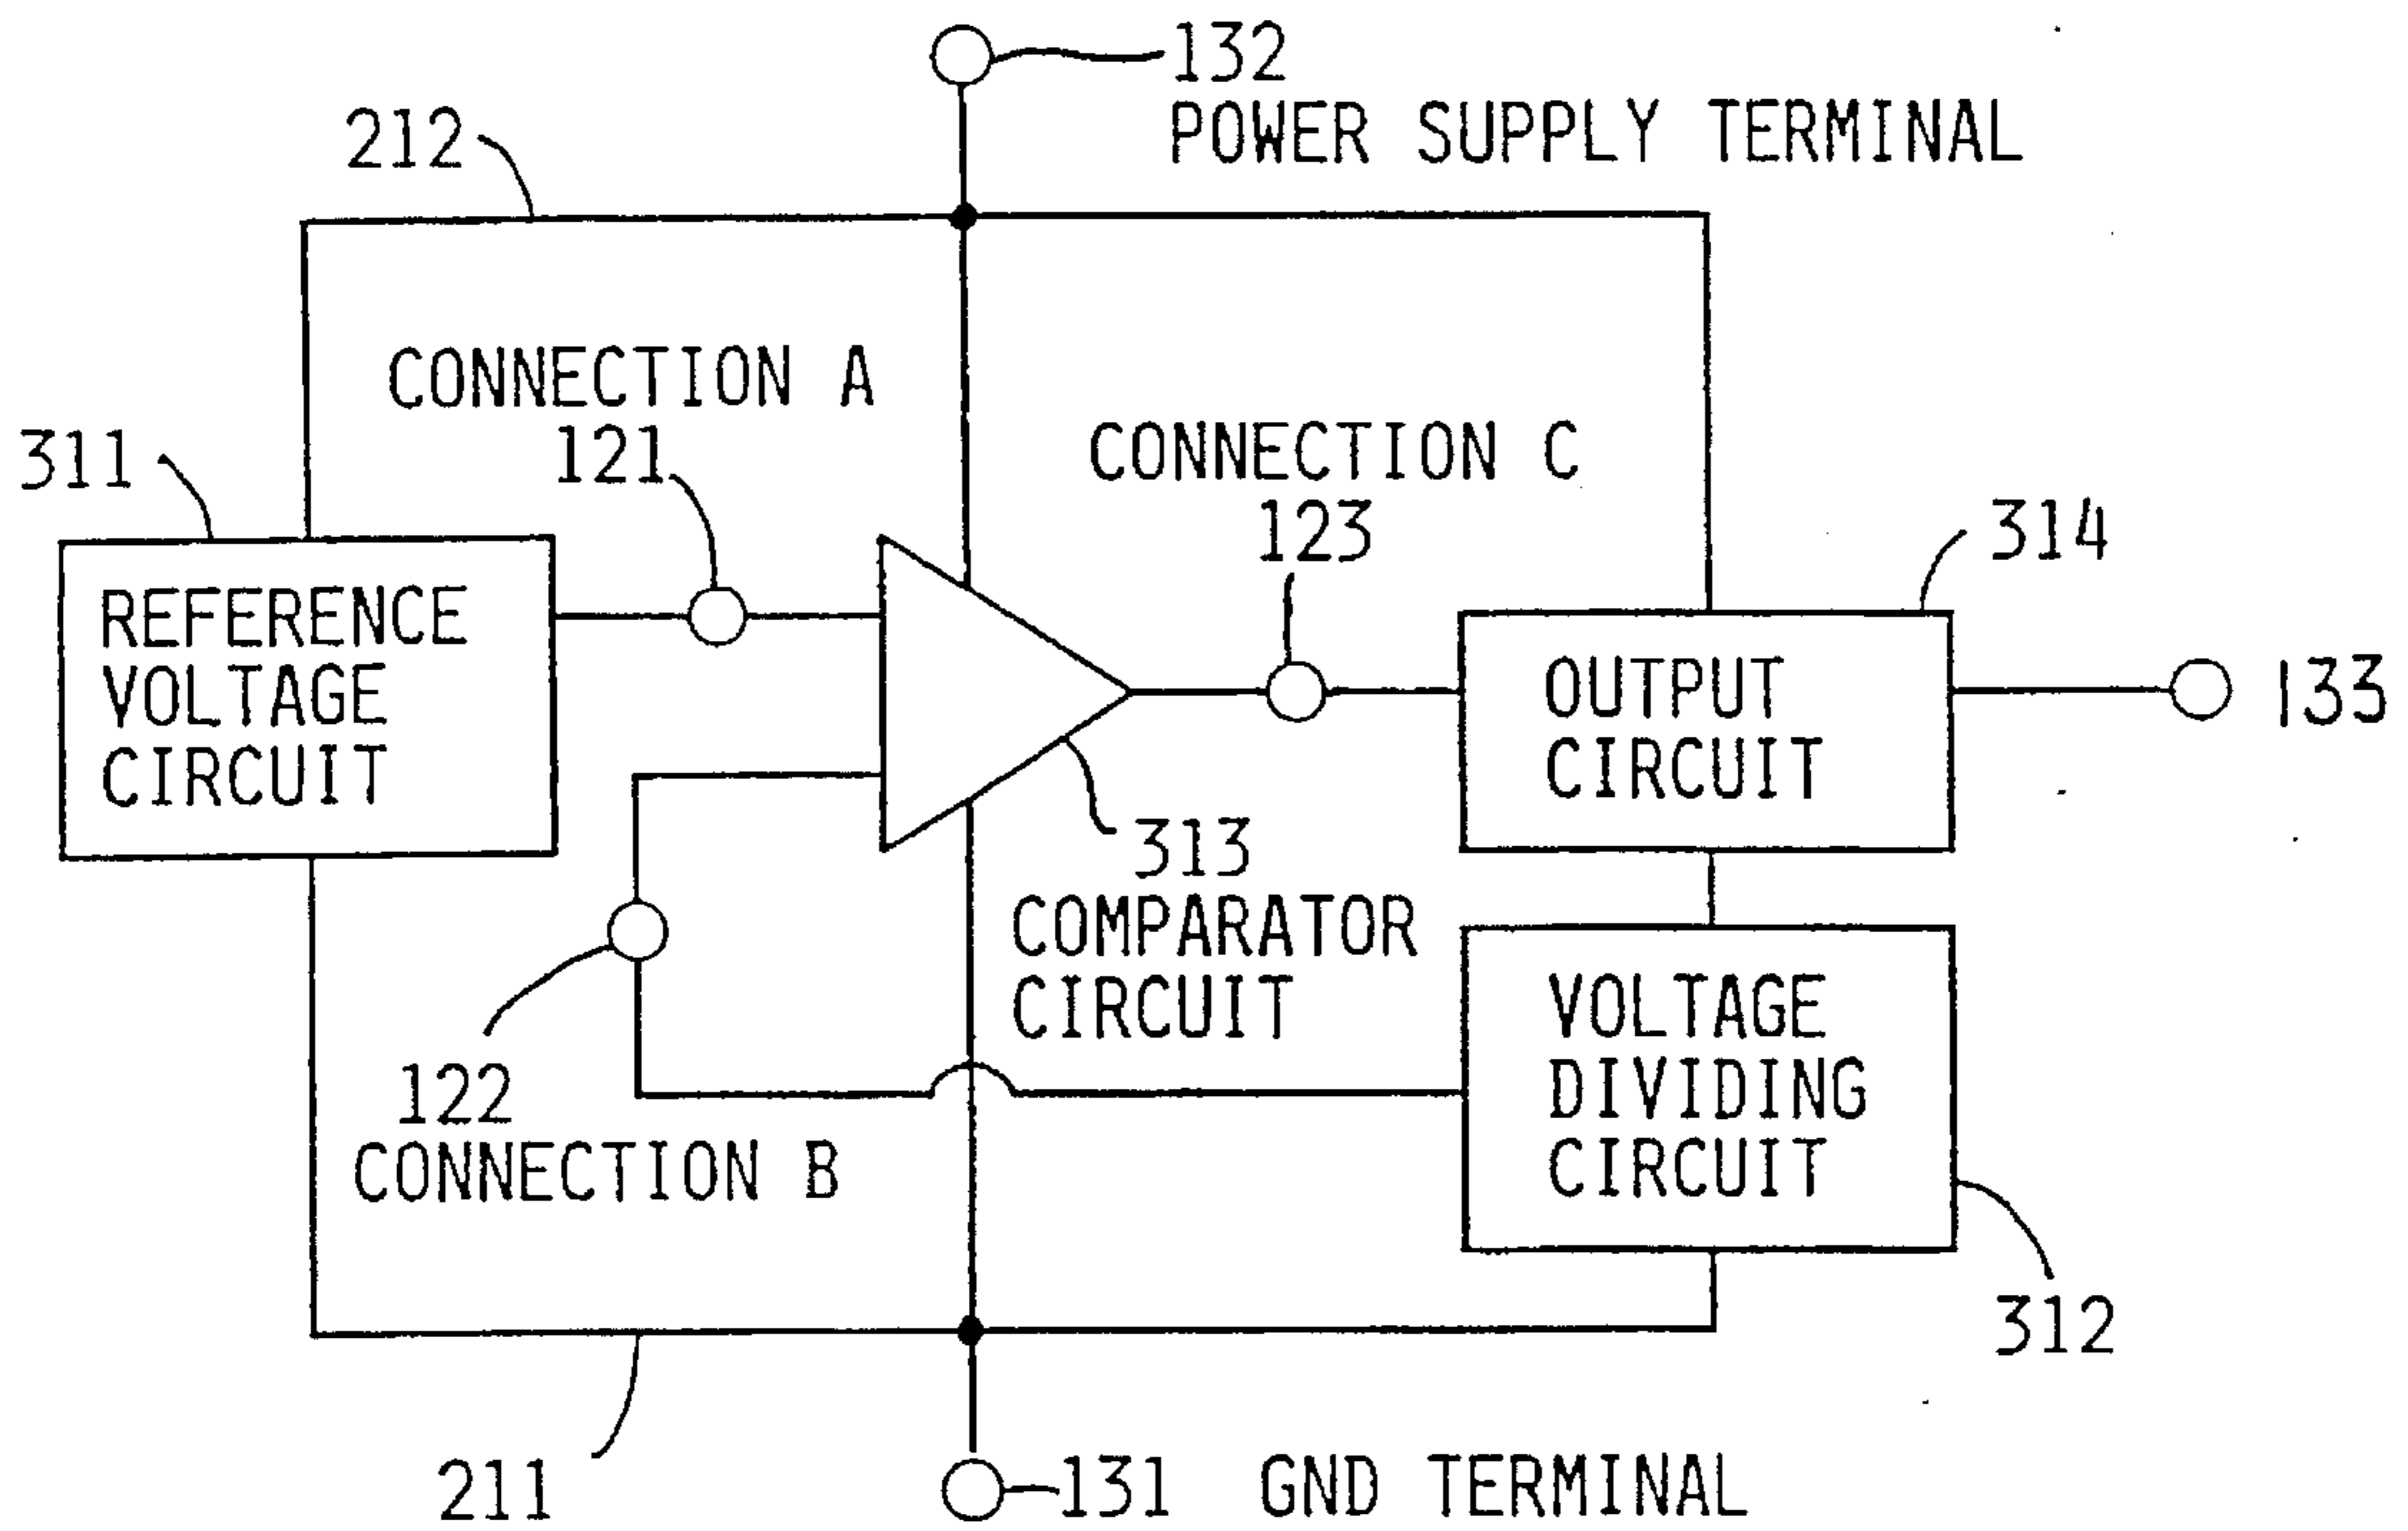 132
POWER SUPPLY TERMINAL
212
CONNECTION A
121
311
CONNECTION C
123
314
REFERENCE
VOLTAGE
CIRCUIT
OUTPUT
CIRCUIT
133
313
COMPARATOR
CIRCUIT
122
CONNECTION B
VOLTAGE
DIVIDING
CIRCUIT
312
211
131 GND TERMINAL